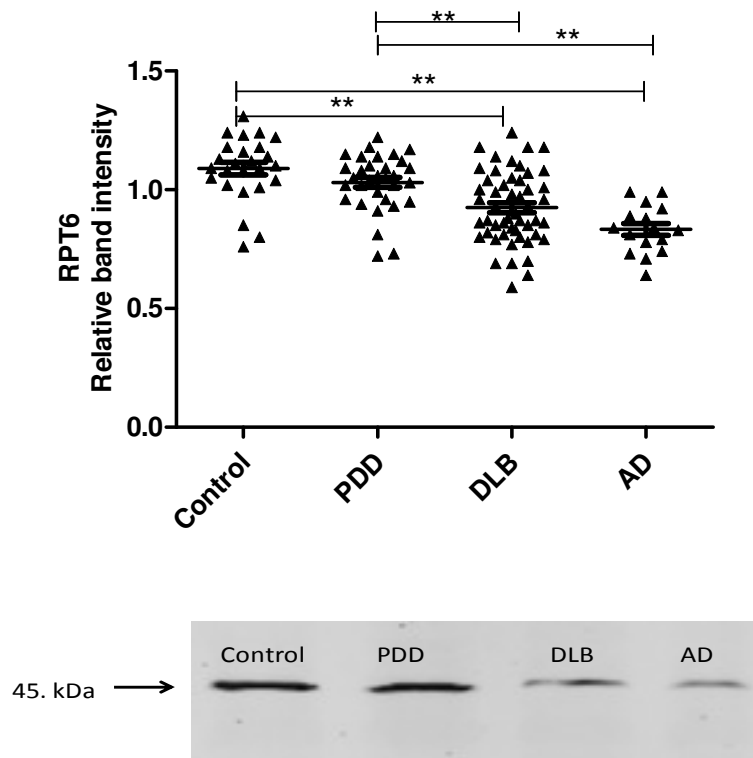 **
**
**
**
1.5
1.0
0.5
0.0
RPT6
Relative band intensity
Control
PDD
DLB
AD
Control PDD DLB AD
45. kDa